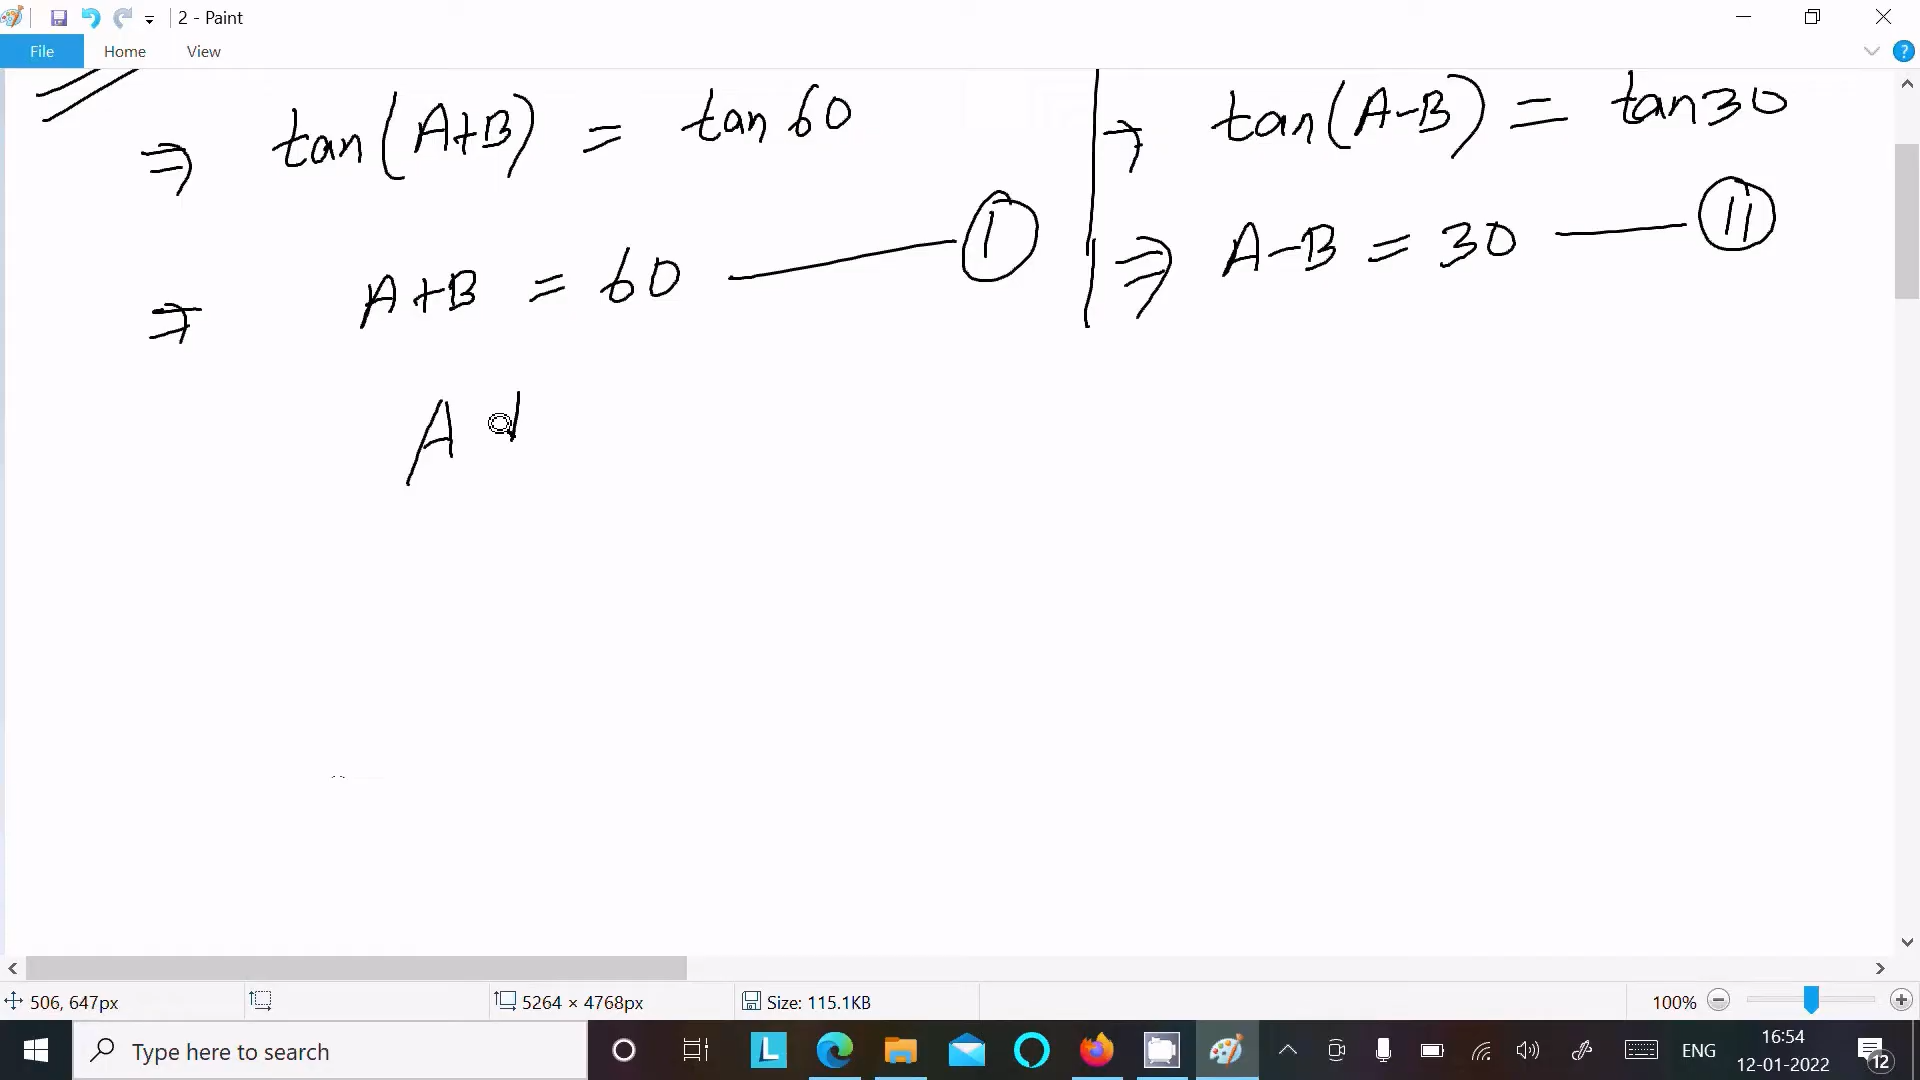 2 - Paint
File Home View
⇒ tan(A+B) = tan 60
⇒ A+B = 60 —— I
A d
⇒ tan(A-B) = tan30
⇒ A-B = 30 —— II
506, 647px 5264 × 4768px Size: 115.1KB 100%
Type here to search L ENG 16:54
12-01-2022 12